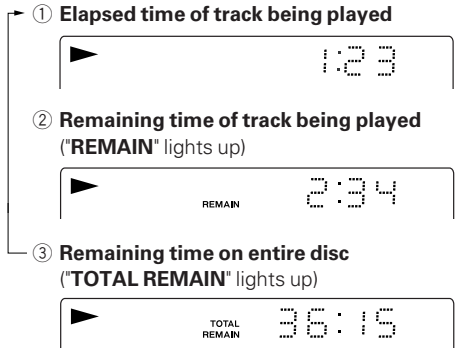 ① Elapsed time of track being played
1:23
② Remaining time of track being played
("REMAIN" lights up)
REMAIN 2:34
③ Remaining time on entire disc
("TOTAL REMAIN" lights up)
TOTAL
REMAIN 36:15